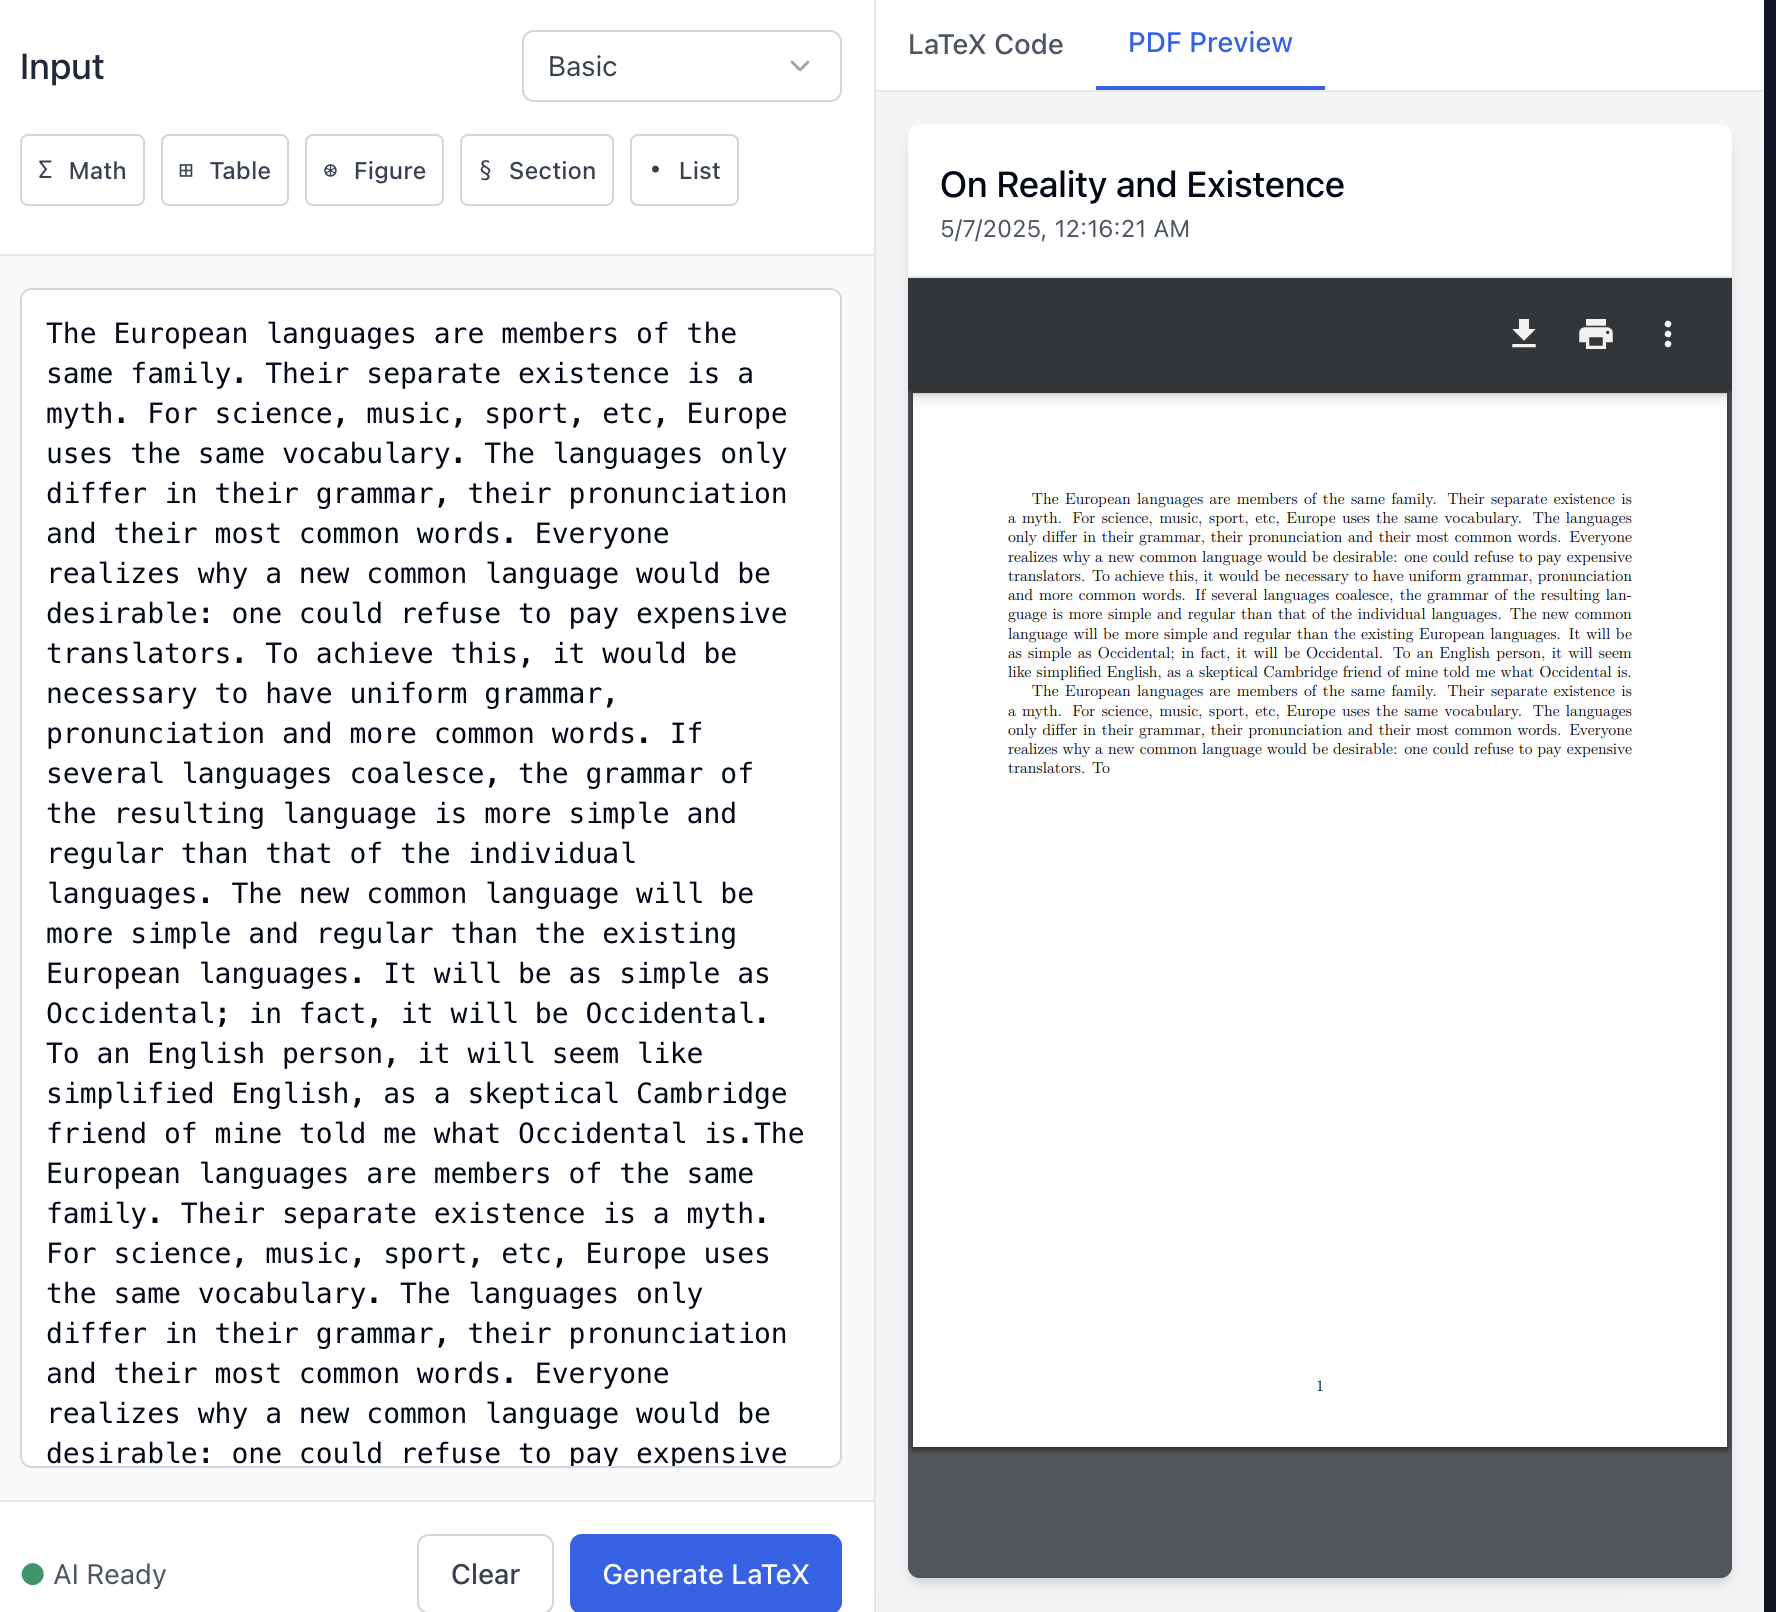 Input
Basic
Σ Math
⊞ Table
⊛ Figure
§ Section
• List
The European languages are members of the
same family. Their separate existence is a
myth. For science, music, sport, etc, Europe
uses the same vocabulary. The languages only
differ in their grammar, their pronunciation
and their most common words. Everyone
realizes why a new common language would be
desirable: one could refuse to pay expensive
translators. To achieve this, it would be
necessary to have uniform grammar,
pronunciation and more common words. If
several languages coalesce, the grammar of
the resulting language is more simple and
regular than that of the individual
languages. The new common language will be
more simple and regular than the existing
European languages. It will be as simple as
Occidental; in fact, it will be Occidental.
To an English person, it will seem like
simplified English, as a skeptical Cambridge
friend of mine told me what Occidental is.The
European languages are members of the same
family. Their separate existence is a myth.
For science, music, sport, etc, Europe uses
the same vocabulary. The languages only
differ in their grammar, their pronunciation
and their most common words. Everyone
realizes why a new common language would be
desirable: one could refuse to pay expensive
AI Ready
Clear
Generate LaTeX
LaTeX Code
PDF Preview
On Reality and Existence
5/7/2025, 12:16:21 AM
The European languages are members of the same family. Their separate existence is
a myth. For science, music, sport, etc, Europe uses the same vocabulary. The languages
only differ in their grammar, their pronunciation and their most common words. Everyone
realizes why a new common language would be desirable: one could refuse to pay expensive
translators. To achieve this, it would be necessary to have uniform grammar, pronunciation
and more common words. If several languages coalesce, the grammar of the resulting lan-
guage is more simple and regular than that of the individual languages. The new common
language will be more simple and regular than the existing European languages. It will be
as simple as Occidental; in fact, it will be Occidental. To an English person, it will seem
like simplified English, as a skeptical Cambridge friend of mine told me what Occidental is.
The European languages are members of the same family. Their separate existence is
a myth. For science, music, sport, etc, Europe uses the same vocabulary. The languages
only differ in their grammar, their pronunciation and their most common words. Everyone
realizes why a new common language would be desirable: one could refuse to pay expensive
translators. To
1